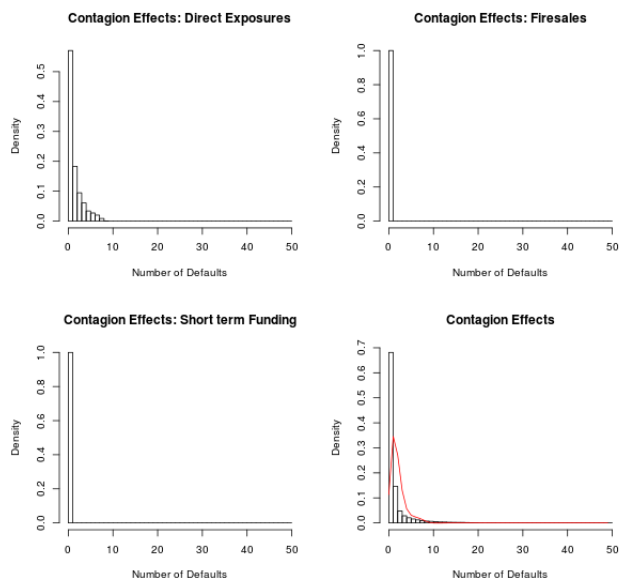 Contagion Effects: Direct Exposures
Density
0.0 0.1 0.2 0.3 0.4 0.5
0 10 20 30 40 50
Number of Defaults
Contagion Effects: Firesales
Density
0.0 0.2 0.4 0.6 0.8 1.0
0 10 20 30 40 50
Number of Defaults
Contagion Effects: Short term Funding
Density
0.0 0.2 0.4 0.6 0.8 1.0
0 10 20 30 40 50
Number of Defaults
Contagion Effects
Density
0.0 0.1 0.2 0.3 0.4 0.5 0.6 0.7
0 10 20 30 40 50
Number of Defaults